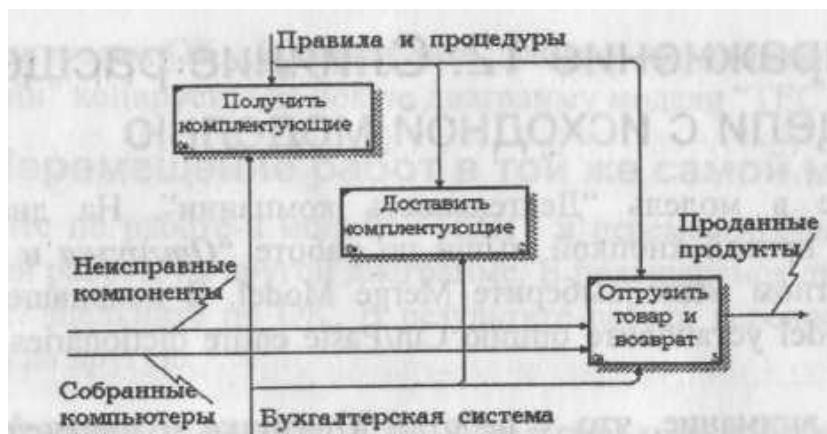 Правила и процедуры
Получить
комплектующие
Доставить
комплектующие
Проданные
продукты
Неисправные
компоненты
Отгрузить
товар и
возврат
Собранные
компьютеры
Бухгалтерская система